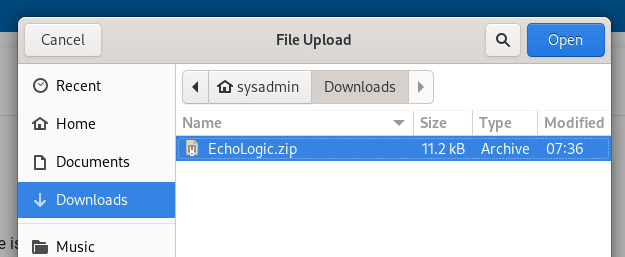 Cancel File Upload Open
Recent
Home
Documents
Downloads
Music
sysadmin Downloads
Name Size Type Modified
EchoLogic.zip 11.2 kB Archive 07:36
e is